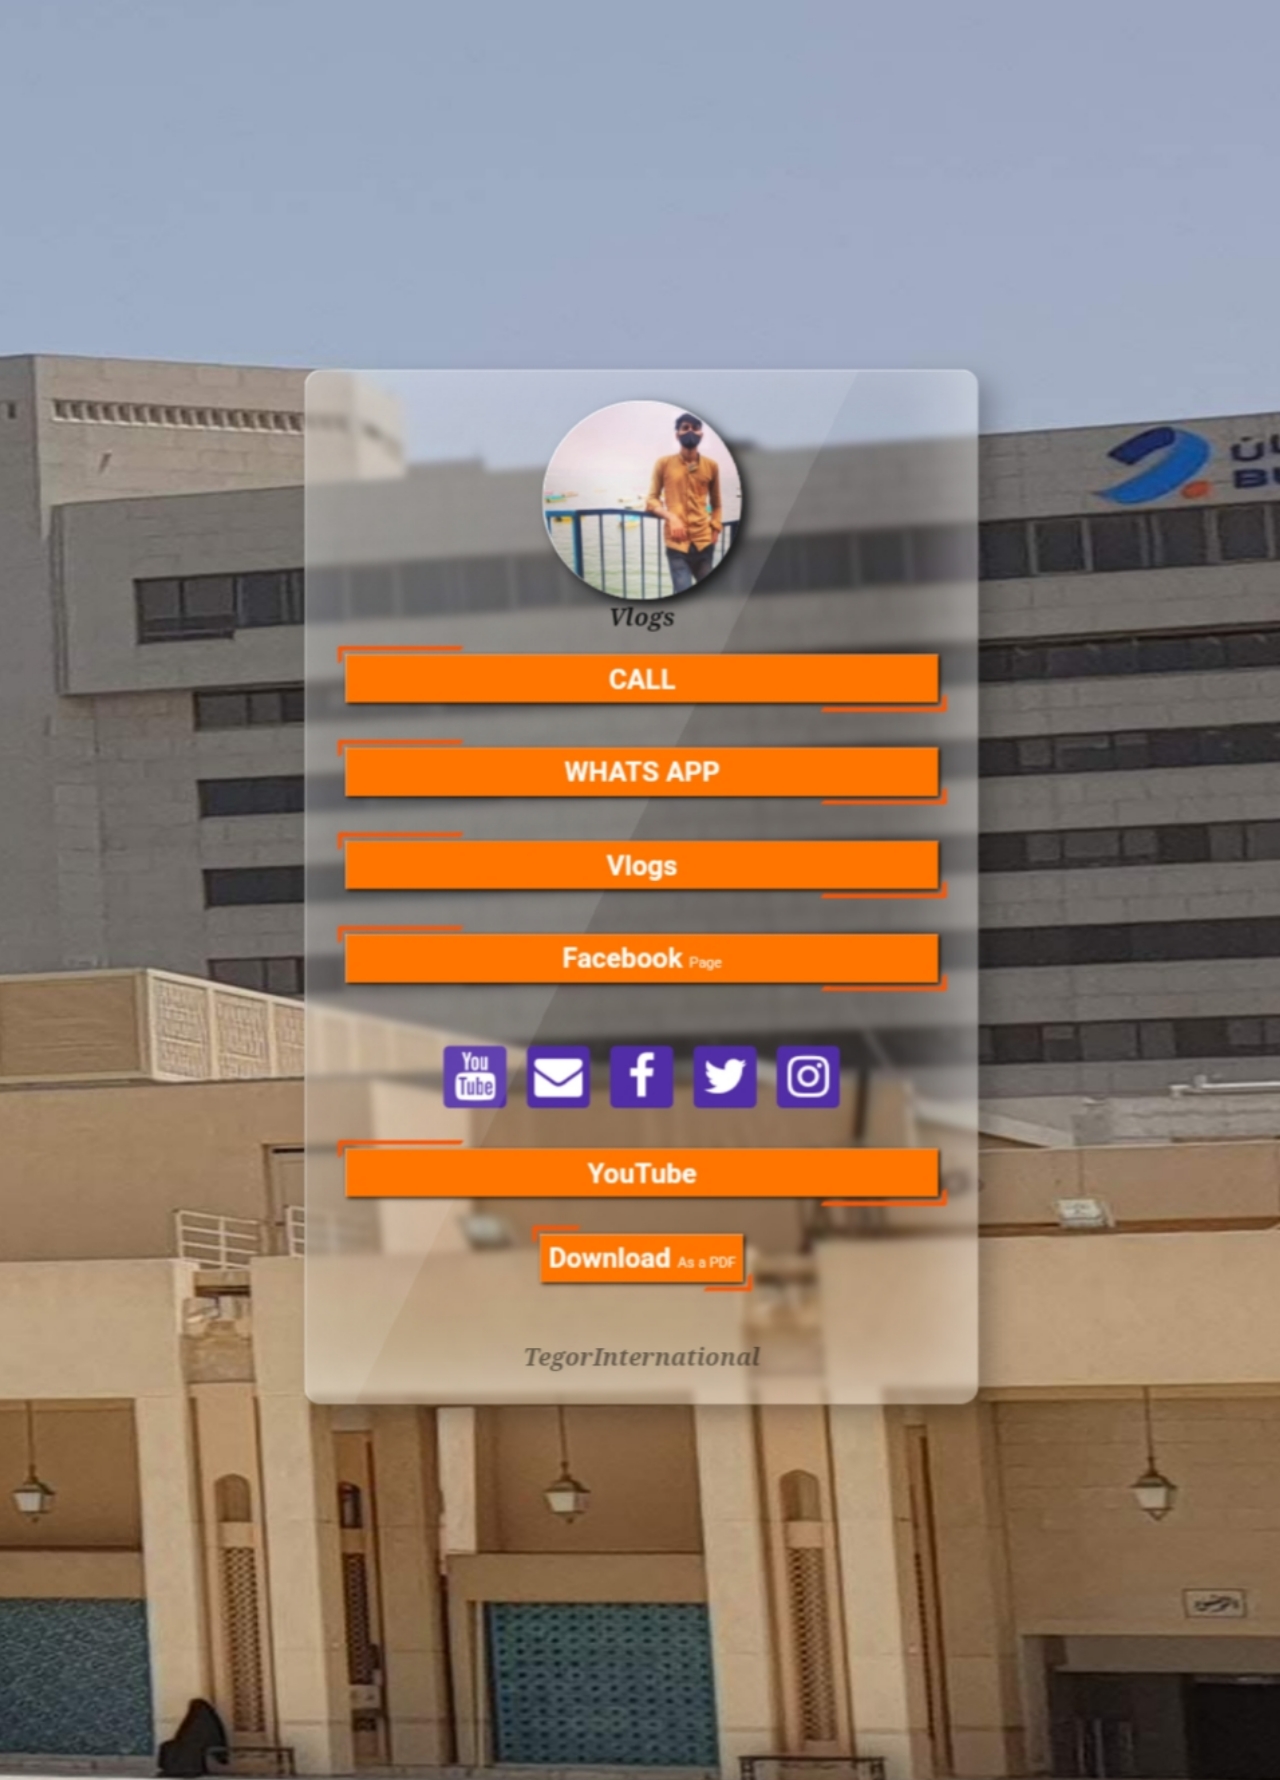 Vlogs
CALL
WHATS APP
Vlogs
Facebook Page
You
Tube
YouTube
Download As a PDF
TegorInternational